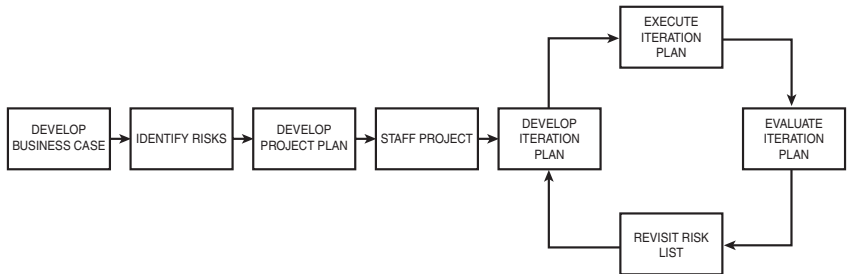 EXECUTE
ITERATION
PLAN
DEVELOP
BUSINESS CASE
IDENTIFY RISKS
DEVELOP
PROJECT PLAN
STAFF PROJECT
DEVELOP
ITERATION
PLAN
EVALUATE
ITERATION
PLAN
REVISIT RISK
LIST